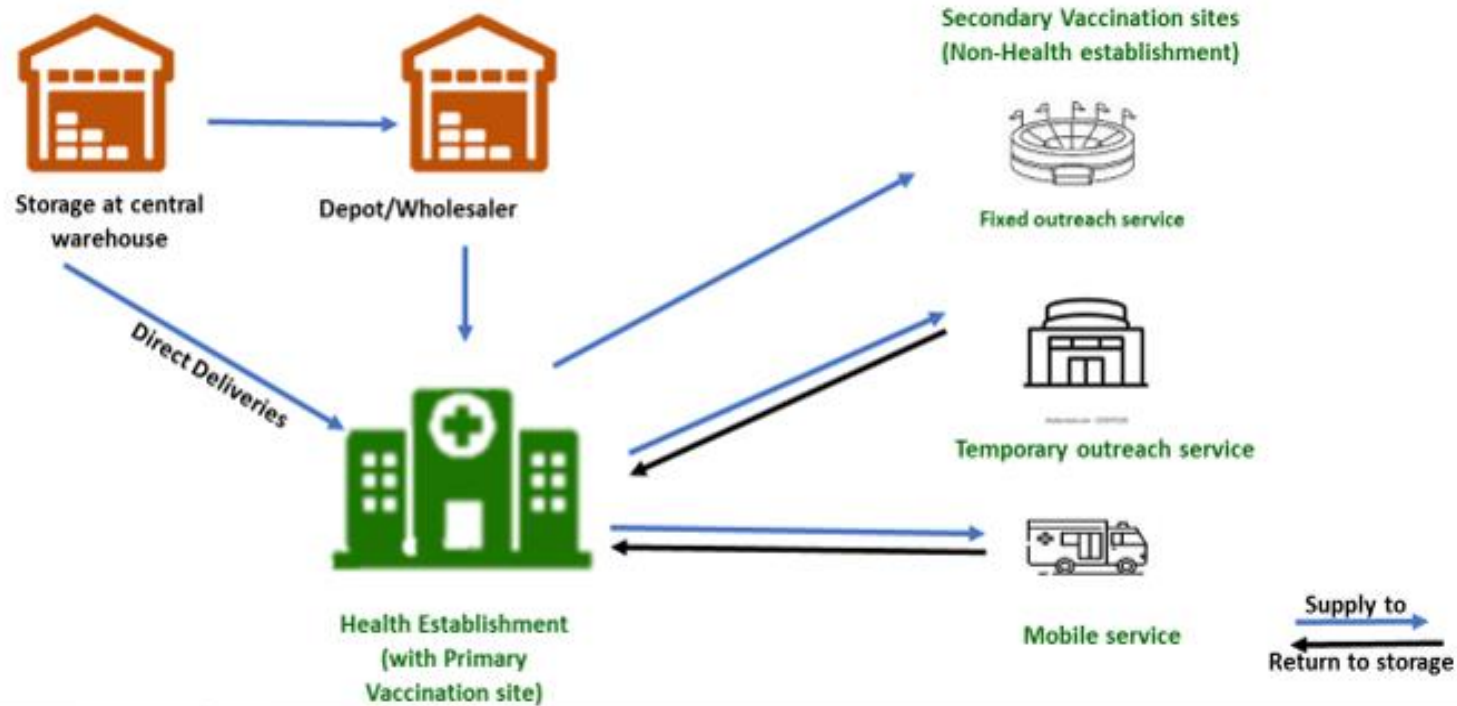 Secondary Vaccination sites
(Non-Health establishment)
Storage at central
warehouse
Depot/Wholesaler
Fixed outreach service
Direct Deliveries
Temporary outreach service
Health Establishment
(with Primary
Vaccination site)
Mobile service
Supply to
Return to storage